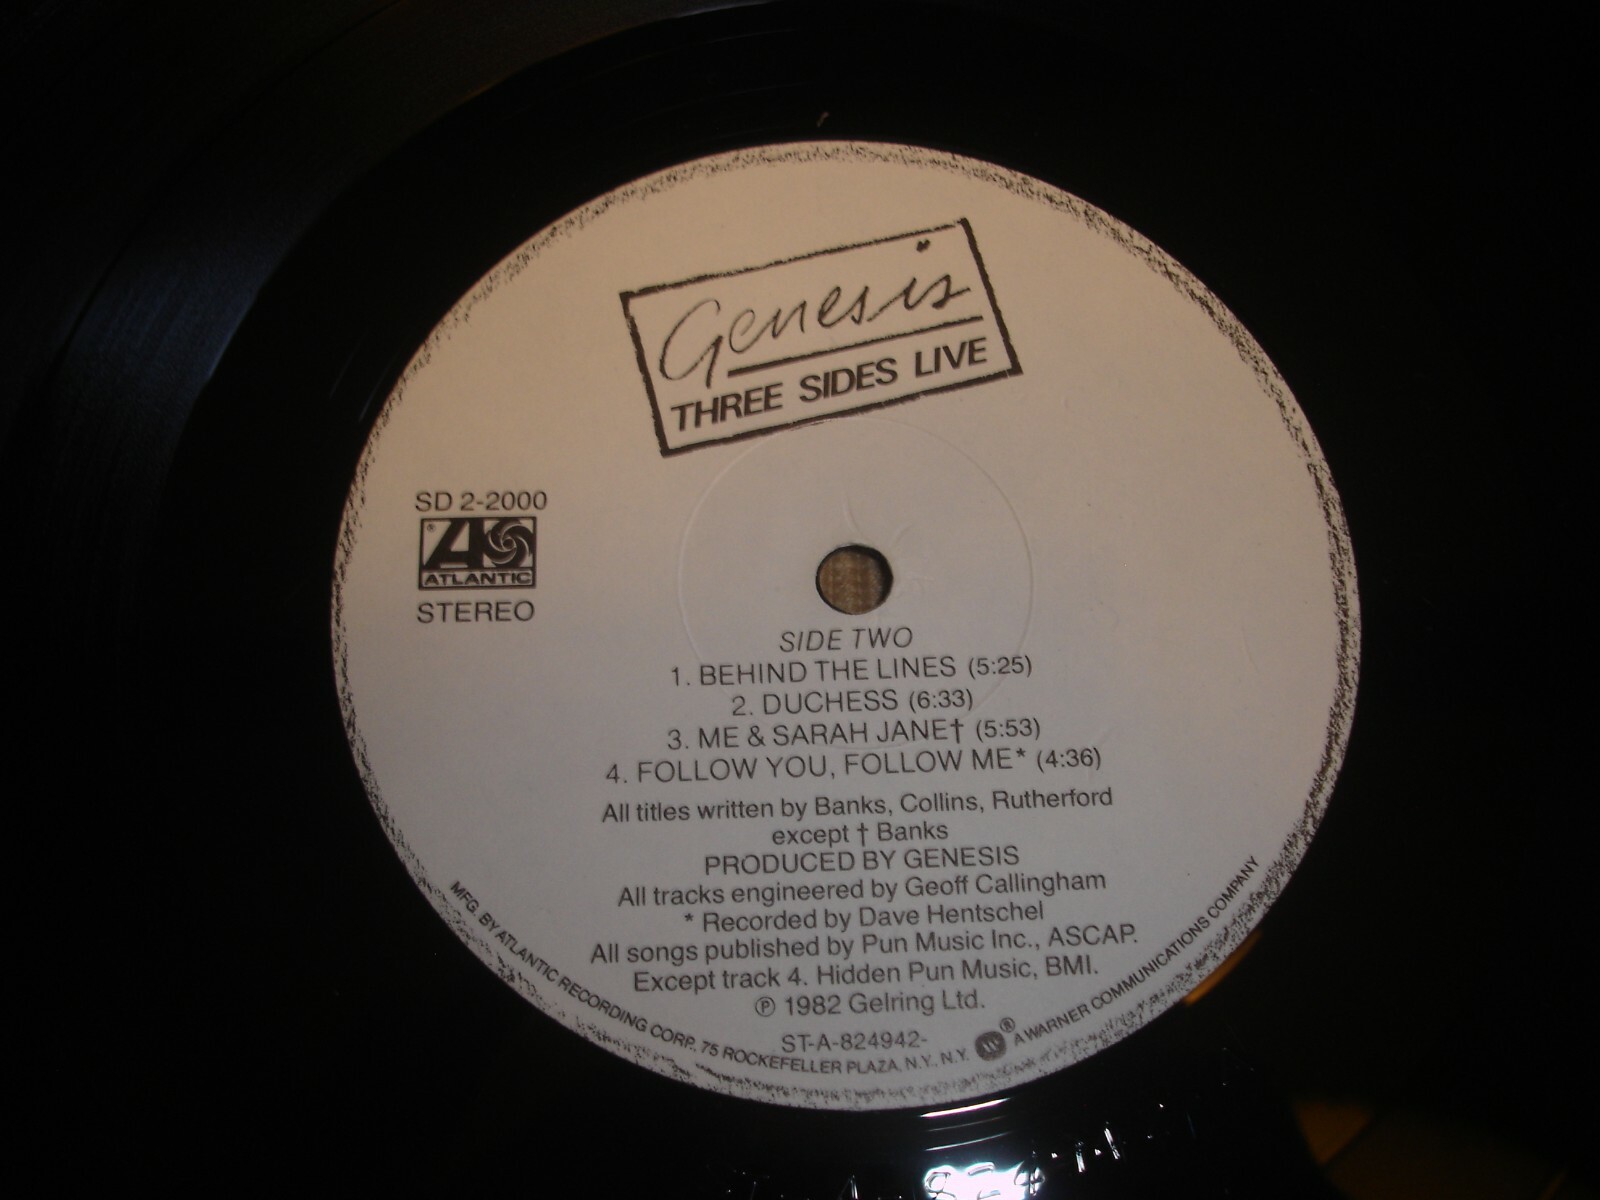 Genesis
THREE SIDES LIVE
SD 2-2000
®
ATLANTIC
STEREO
SIDE TWO
1. BEHIND THE LINES (5:25)
2. DUCHESS (6:33)
3. ME & SARAH JANE† (5:53)
4. FOLLOW YOU, FOLLOW ME* (4:36)
All titles written by Banks, Collins, Rutherford
except † Banks
PRODUCED BY GENESIS
All tracks engineered by Geoff Callingham
* Recorded by Dave Hentschel
All songs published by Pun Music Inc., ASCAP.
Except track 4. Hidden Pun Music, BMI.
℗ 1982 Gelring Ltd.
ST-A-824942-
MFG. BY ATLANTIC RECORDING CORP., 75 ROCKEFELLER PLAZA, N.Y., N.Y. ® A WARNER COMMUNICATIONS COMPANY